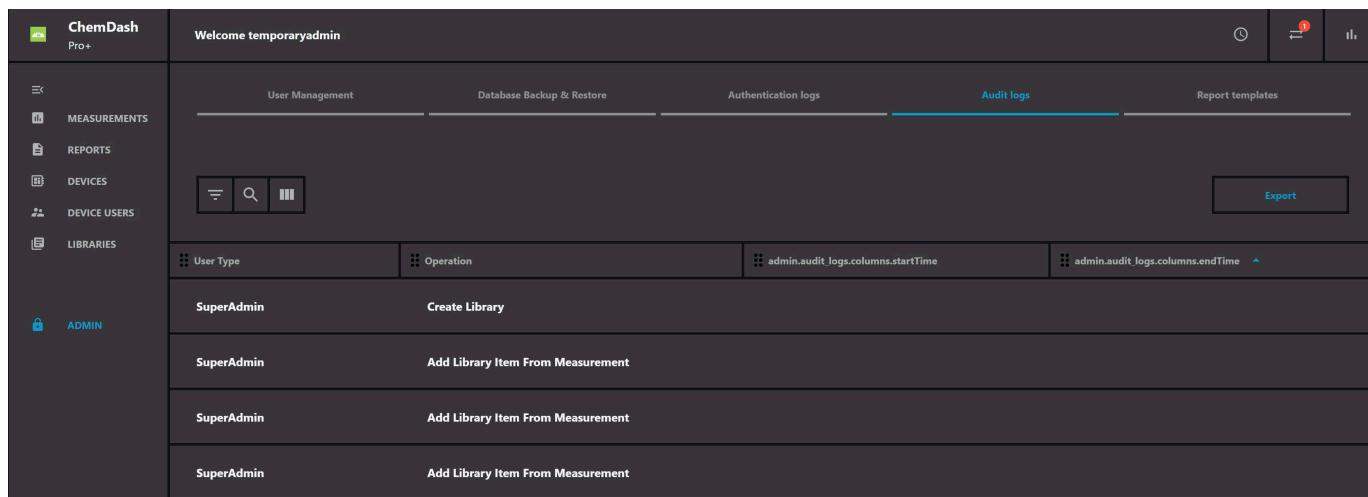 ChemDash
Pro+
Welcome temporaryadmin
1
User Management Database Backup & Restore Authentication logs Audit logs Report templates
MEASUREMENTS
REPORTS
DEVICES
DEVICE USERS
LIBRARIES
ADMIN
Export
User Type Operation admin.audit_logs.columns.startTime admin.audit_logs.columns.endTime
SuperAdmin Create Library
SuperAdmin Add Library Item From Measurement
SuperAdmin Add Library Item From Measurement
SuperAdmin Add Library Item From Measurement